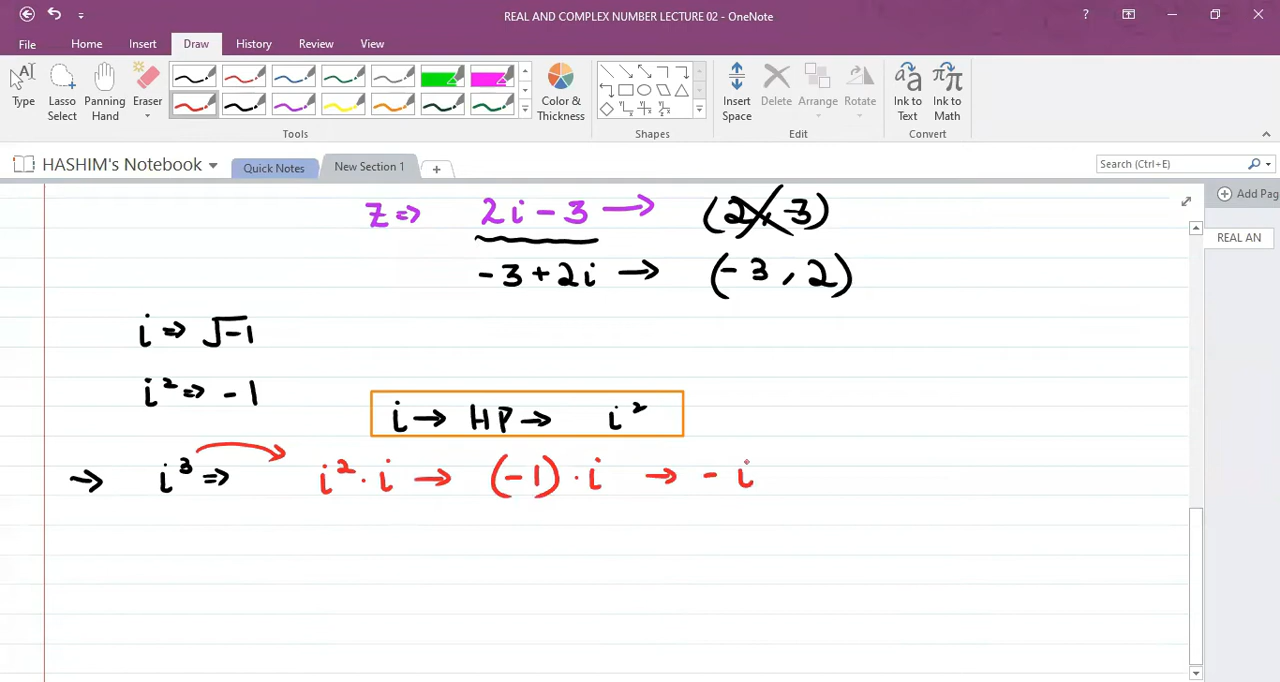 REAL AND COMPLEX NUMBER LECTURE 02 - OneNote
?
File Home Insert Draw History Review View
Type Lasso Select Panning Hand Eraser
Color & Thickness
Insert Space Delete Arrange Rotate
Ink to Text Ink to Math
Tools Shapes Edit Convert
HASHIM's Notebook Quick Notes New Section 1 + Search (Ctrl+E)
Add Pag
REAL AN
z ⇒ 2i − 3 → (2, −3)
−3 + 2i → (−3, 2)
i ⇒ √−1
i² ⇒ −1
i → HP → i²
→ i³ ⇒ i² · i → (−1) · i → − i